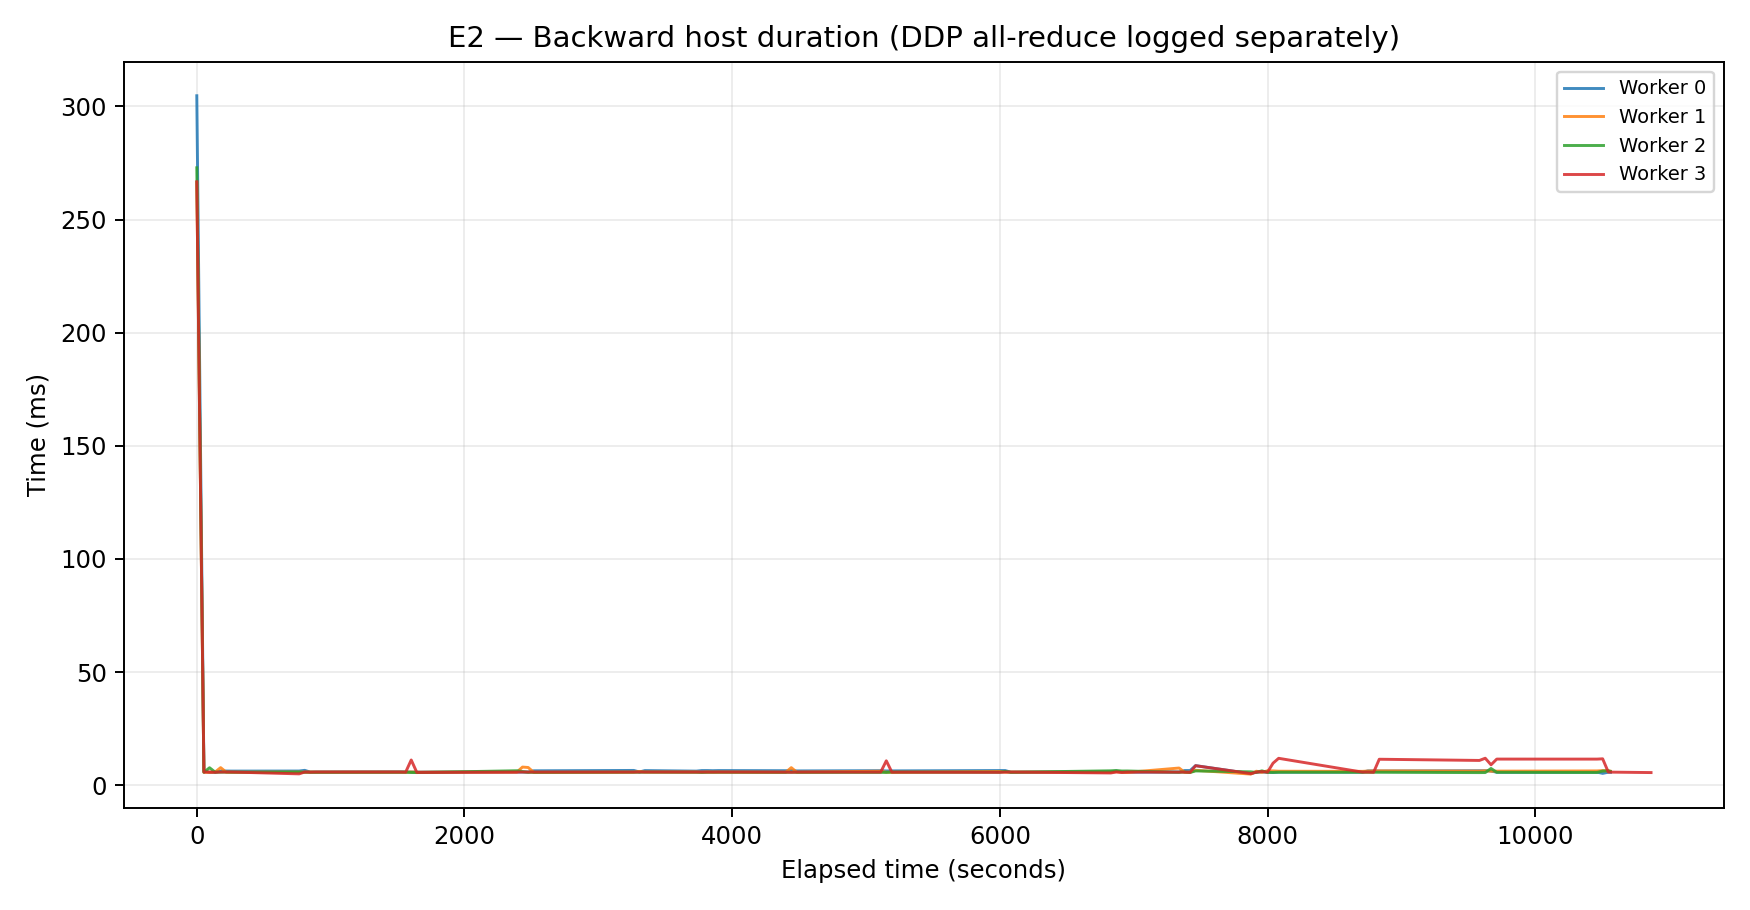 E2 — Backward host duration (DDP all-reduce logged separately)
Worker 0
Worker 1
Worker 2
Worker 3
Time (ms)
300
250
200
150
100
50
0
0 2000 4000 6000 8000 10000
Elapsed time (seconds)